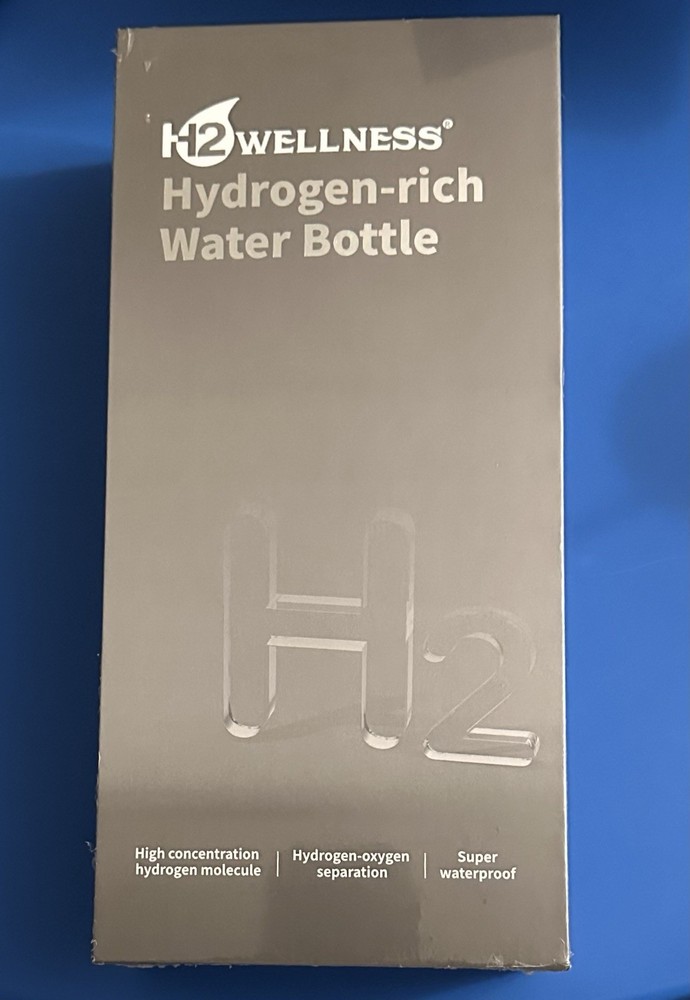 H2WELLNESS®
Hydrogen-rich
Water Bottle
H2
High concentration
hydrogen molecule
Hydrogen-oxygen
separation
Super
waterproof